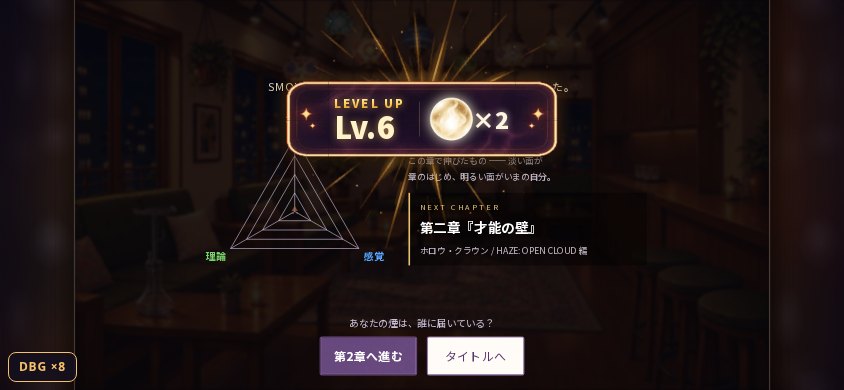 SMO
た。
LEVEL UP
Lv.6
×2
この章で伸びたもの —— 淡い面が
章のはじめ、明るい面がいまの自分。
理論
感覚
NEXT CHAPTER
第二章『才能の壁』
ホロウ・クラウン / HAZE: OPEN CLOUD 編
あなたの煙は、誰に届いている？
第2章へ進む
タイトルへ
DBG ×8